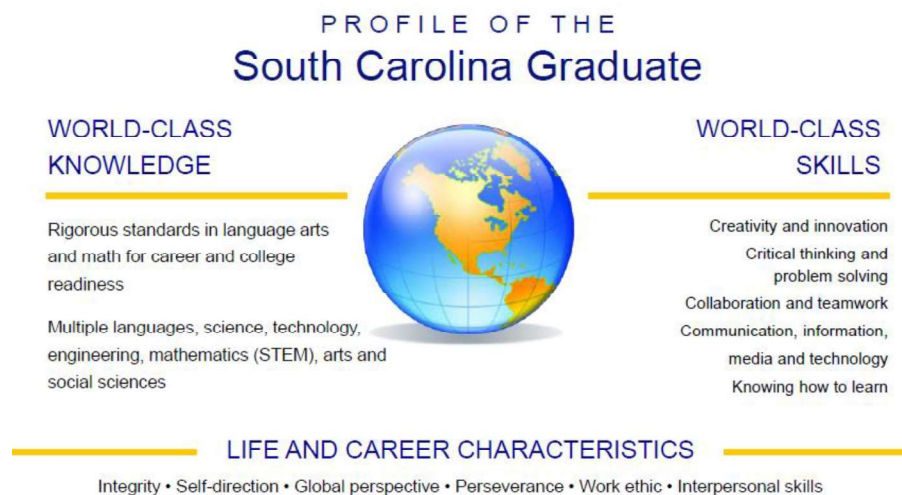 PROFILE OF THE
South Carolina Graduate
WORLD-CLASS
KNOWLEDGE
Rigorous standards in language arts
and math for career and college
readiness
Multiple languages, science, technology,
engineering, mathematics (STEM), arts and
social sciences
WORLD-CLASS
SKILLS
Creativity and innovation
Critical thinking and
problem solving
Collaboration and teamwork
Communication, information,
media and technology
Knowing how to learn
LIFE AND CAREER CHARACTERISTICS
Integrity • Self-direction • Global perspective • Perseverance • Work ethic • Interpersonal skills